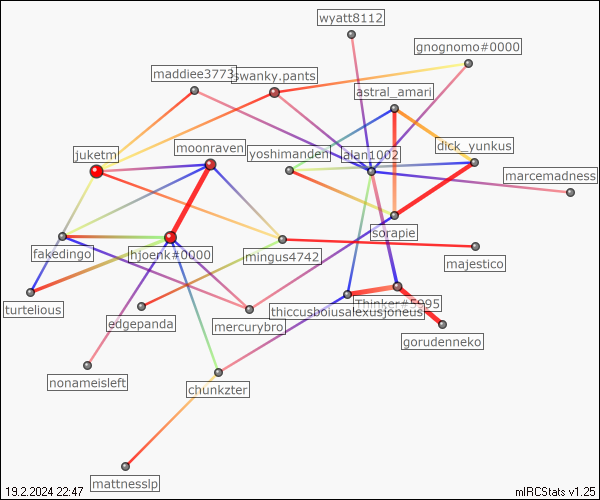 wyatt8112
gnognomo#0000
maddiee3773
swanky.pants
astral_amari
dick_yunkus
moonraven
juketm
yoshimanden
alan1002
marcemadness
sorapie
fakedingo
hjoenk#0000
mingus4742
majestico
turtelious
edgepanda
mercurybro
thiccusboiusalexusjoneus
Thinker#5995
gorudenneko
nonameisleft
chunkzter
mattnesslp
19.2.2024 22:47
mIRCStats v1.25